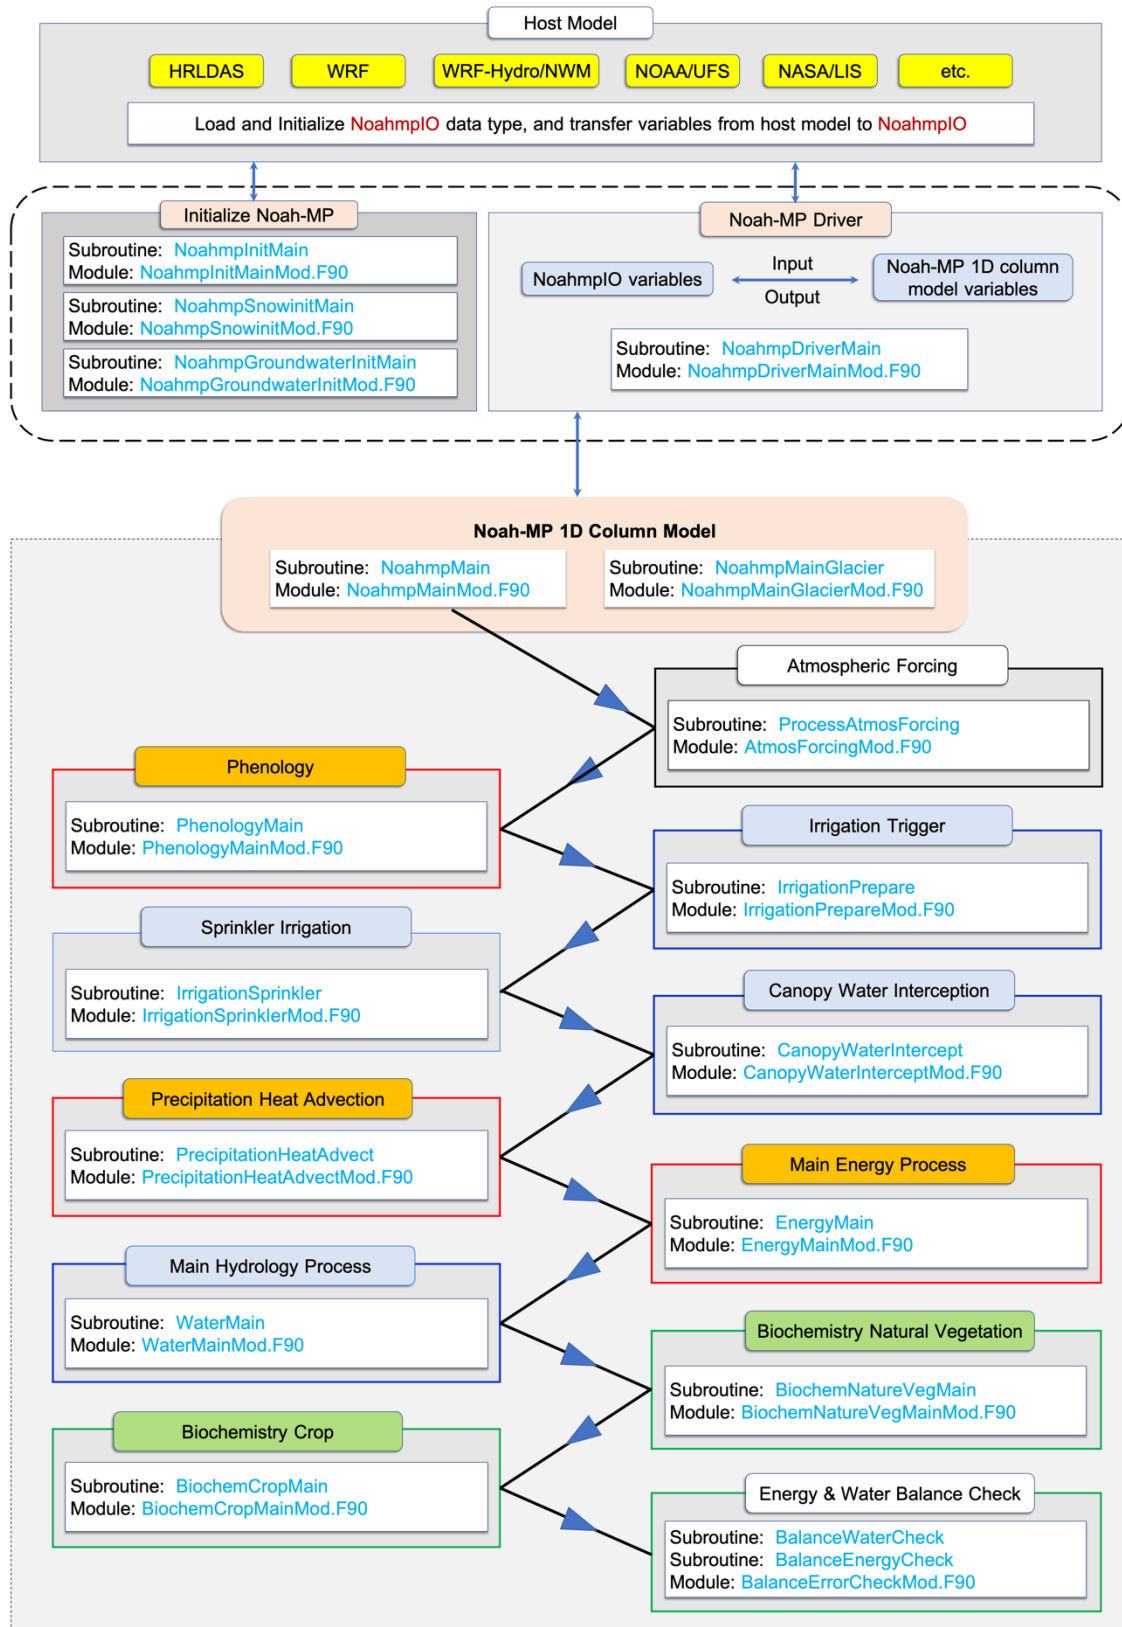 Host Model
HRLDAS
WRF
WRF-Hydro/NWM
NOAA/UFS
NASA/LIS
etc.
Load and Initialize NoahmpIO data type, and transfer variables from host model to NoahmpIO
Initialize Noah-MP
Subroutine: NoahmpInitMain
Module: NoahmpInitMainMod.F90
Subroutine: NoahmpSnowinitMain
Module: NoahmpSnowinitMod.F90
Subroutine: NoahmpGroundwaterInitMain
Module: NoahmpGroundwaterInitMod.F90
Noah-MP Driver
NoahmpIO variables
Input
Output
Noah-MP 1D column
model variables
Subroutine: NoahmpDriverMain
Module: NoahmpDriverMainMod.F90
Noah-MP 1D Column Model
Subroutine: NoahmpMain
Module: NoahmpMainMod.F90
Subroutine: NoahmpMainGlacier
Module: NoahmpMainGlacierMod.F90
Atmospheric Forcing
Subroutine: ProcessAtmosForcing
Module: AtmosForcingMod.F90
Phenology
Subroutine: PhenologyMain
Module: PhenologyMainMod.F90
Irrigation Trigger
Subroutine: IrrigationPrepare
Module: IrrigationPrepareMod.F90
Sprinkler Irrigation
Subroutine: IrrigationSprinkler
Module: IrrigationSprinklerMod.F90
Canopy Water Interception
Subroutine: CanopyWaterIntercept
Module: CanopyWaterInterceptMod.F90
Precipitation Heat Advection
Subroutine: PrecipitationHeatAdvect
Module: PrecipitationHeatAdvectMod.F90
Main Energy Process
Subroutine: EnergyMain
Module: EnergyMainMod.F90
Main Hydrology Process
Subroutine: WaterMain
Module: WaterMainMod.F90
Biochemistry Natural Vegetation
Subroutine: BiochemNatureVegMain
Module: BiochemNatureVegMainMod.F90
Biochemistry Crop
Subroutine: BiochemCropMain
Module: BiochemCropMainMod.F90
Energy & Water Balance Check
Subroutine: BalanceWaterCheck
Subroutine: BalanceEnergyCheck
Module: BalanceErrorCheckMod.F90